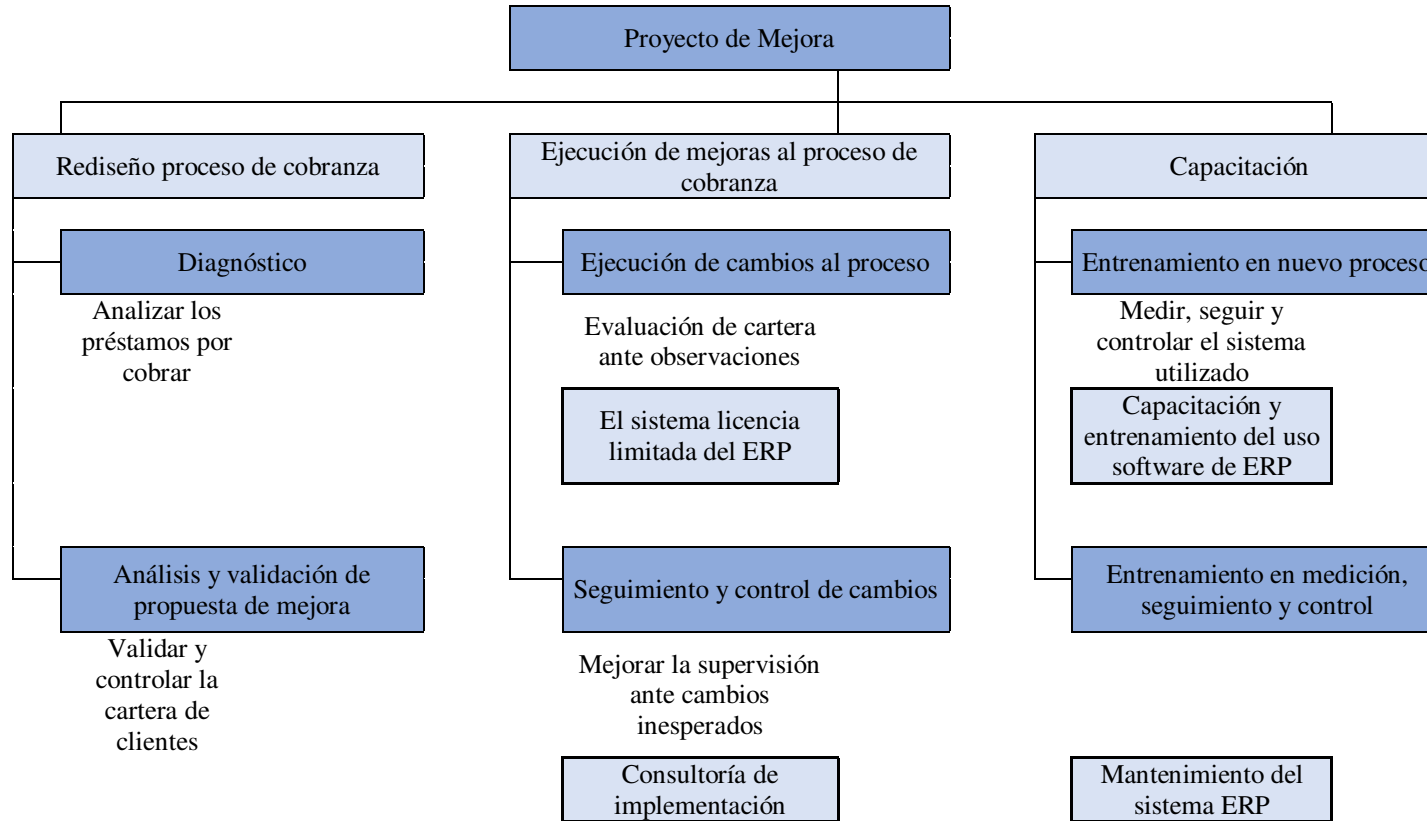 Proyecto de Mejora
Rediseño proceso de cobranza
Ejecución de mejoras al proceso de
cobranza
Capacitación
Diagnóstico
Ejecución de cambios al proceso
Entrenamiento en nuevo proceso
Analizar los
préstamos por
cobrar
Evaluación de cartera
ante observaciones
Medir, seguir y
controlar el sistema
utilizado
El sistema licencia
limitada del ERP
Capacitación y
entrenamiento del uso
software de ERP
Análisis y validación de
propuesta de mejora
Seguimiento y control de cambios
Entrenamiento en medición,
seguimiento y control
Validar y
controlar la
cartera de
clientes
Mejorar la supervisión
ante cambios
inesperados
Consultoría de
implementación
Mantenimiento del
sistema ERP